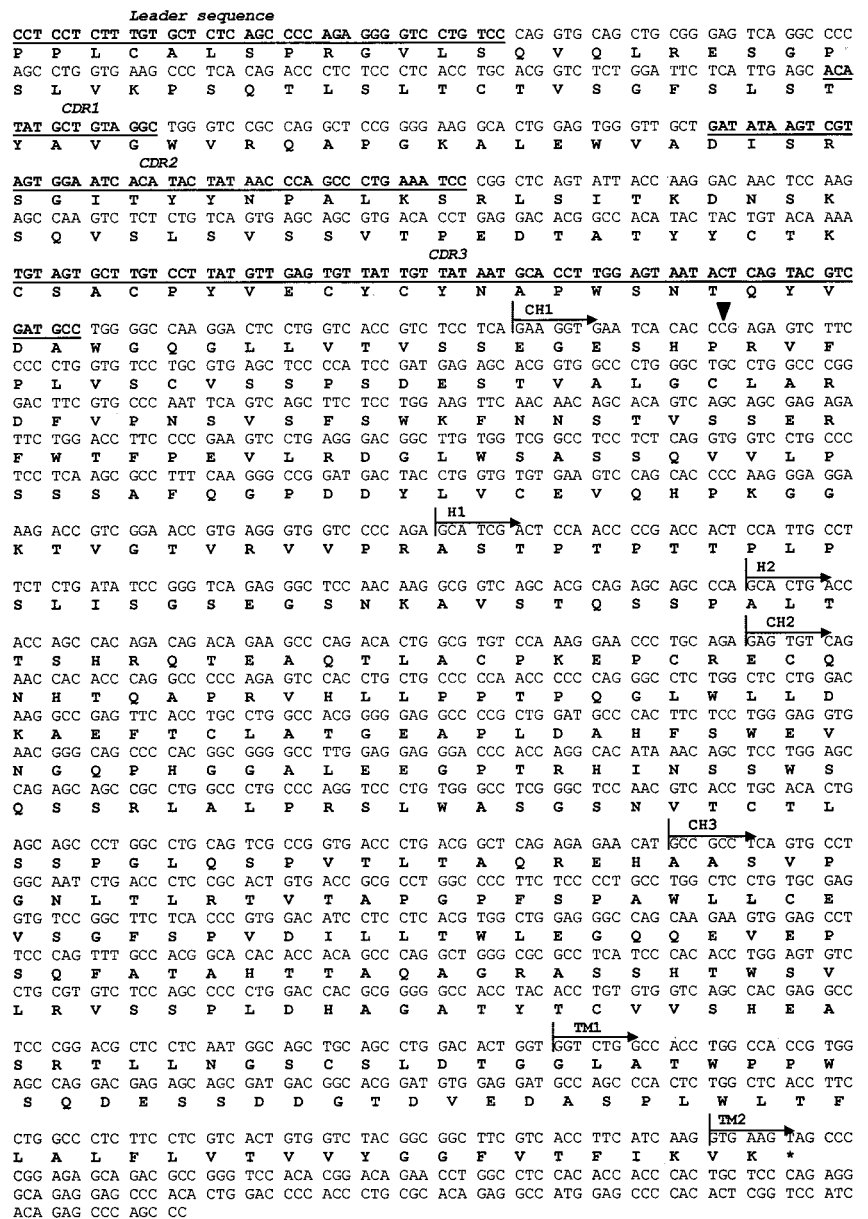 Leader sequence
CCT CCT CTT TGT GCT CTC AGC CCC AGA GGG GTC CTG TCC CAG GTG CAG CTG CGG GAG TCA GGC CCC
P P L C A L S P R G V L S Q V Q L R E S G P
AGC CTG GTG AAG CCC TCA CAG ACC CTC TCC CTC ACC TGC ACG GTC TCT GGA TTC TCA TTG AGC ACA
S L V K P S Q T L S L T C T V S G F S L S T
CDR1
TAT GCT GTA GGC TGG GTC CGC CAG GCT CCG GGG AAG GCA CTG GAG TGG GTT GCT GAT ATA AGT CGT
Y A V G W V R Q A P G K A L E W V A D I S R
CDR2
AGT GGA ATC ACA TAC TAT AAC CCA GCC CTG AAA TCC CGG CTC AGT ATT ACC AAG GAC AAC TCC AAG
S G I T Y Y N P A L K S R L S I T K D N S K
AGC CAA GTC TCT CTG TCA GTG AGC AGC GTG ACA CCT GAG GAC ACG GCC ACA TAC TAC TGT ACA AAA
S Q V S L S V S S V T P E D T A T Y Y C T K
CDR3
TGT AGT GCT TGT CCT TAT GTT GAG TGT TAT TGT TAT AAT GCA CCT TGG AGT AAT ACT CAG TAC GTC
C S A C P Y V E C Y C Y N A P W S N T Q Y V
CH1
GAT GCC TGG GGC CAA GGA CTC CTG GTC ACC GTC TCC TCA GAA GGT GAA TCA CAC CCG AGA GTC TTC
D A W G Q G L L V T V S S E G E S H P R V F
CCC CTG GTG TCC TGC GTG AGC TCC CCA TCC GAT GAG AGC ACG GTG GCC CTG GGC TGC CTG GCC CGG
P L V S C V S S P S D E S T V A L G C L A R
GAC TTC GTG CCC AAT TCA GTC AGC TTC TCC TGG AAG TTC AAC AAC AGC ACA GTC AGC AGC GAG AGA
D F V P N S V S F S W K F N N S T V S S E R
TTC TGG ACC TTC CCC GAA GTC CTG AGG GAC GGC TTG TGG TCG GCC TCC TCT CAG GTG GTC CTG CCC
F W T F P E V L R D G L W S A S S Q V V L P
TCC TCA AGC GCC TTT CAA GGG CCG GAT GAC TAC CTG GTG TGT GAA GTC CAG CAC CCC AAG GGA GGA
S S S A F Q G P D D Y L V C E V Q H P K G G
H1
AAG ACC GTC GGA ACC GTG AGG GTG GTC CCC AGA GCA TCG ACT CCA ACC CCG ACC ACT CCA TTG CCT
K T V G T V R V V P R A S T P T P T T P L P
H2
TCT CTG ATA TCC GGG TCA GAG GGC TCC AAC AAG GCG GTC AGC ACG CAG AGC AGC CCA GCA CTG ACC
S L I S G S E G S N K A V S T Q S S P A L T
CH2
ACC AGC CAC AGA CAG ACA GAA GCC CAG ACA CTG GCG TGT CCA AAG GAA CCC TGC AGA GAG TGT CAG
T S H R Q T E A Q T L A C P K E P C R E C Q
AAC CAC ACC CAG GCC CCC AGA GTC CAC CTG CTG CCC CCA ACC CCC CAG GGC CTC TGG CTC CTG GAC
N H T Q A P R V H L L P P T P Q G L W L L D
AAG GCC GAG TTC ACC TGC CTG GCC ACG GGG GAG GCC CCG CTG GAT GCC CAC TTC TCC TGG GAG GTG
K A E F T C L A T G E A P L D A H F S W E V
AAC GGG CAG CCC CAC GGC GGG GCC TTG GAG GAG GGA CCC ACC AGG CAC ATA AAC AGC TCC TGG AGC
N G Q P H G G A L E E G P T R H I N S S W S
CAG AGC AGC CGC CTG GCC CTG CCC AGG TCC CTG TGG GCC TCG GGC TCC AAC GTC ACC TGC ACA CTG
Q S S R L A L P R S L W A S G S N V T C T L
CH3
AGC AGC CCT GGC CTG CAG TCG CCG GTG ACC CTG ACG GCT CAG AGA GAA CAT GCC GCC TCA GTG CCT
S S P G L Q S P V T L T A Q R E H A A S V P
GGC AAT CTG ACC CTC CGC ACT GTG ACC GCG CCT GGC CCC TTC TCC CCT GCC TGG CTC CTG TGC GAG
G N L T L R T V T A P G P F S P A W L L C E
GTG TCC GGC TTC TCA CCC GTG GAC ATC CTC CTC ACG TGG CTG GAG GGC CAG CAA GAA GTG GAG CCT
V S G F S P V D I L L T W L E G Q Q E V E P
TCC CAG TTT GCC ACG GCA CAC ACC ACA GCC CAG GCT GGG CGC GCC TCA TCC CAC ACC TGG AGT GTC
S Q F A T A H T T A Q A G R A S S H T W S V
CTG CGT GTC TCC AGC CCC CTG GAC CAC GCG GGG GCC ACC TAC ACC TGT GTG GTC AGC CAC GAG GCC
L R V S S P L D H A G A T Y T C V V S H E A
TM1
TCC CGG ACG CTC CTC AAT GGC AGC TGC AGC CTG GAC ACT GGT GGT CTG GCC ACC TGG CCA CCG TGG
S R T L L N G S C S L D T G G L A T W P P W
AGC CAG GAC GAG AGC AGC GAT GAC GGC ACG GAT GTG GAG GAT GCC AGC CCA CTC TGG CTC ACC TTC
S Q D E S S D D G T D V E D A S P L W L T F
TM2
CTG GCC CTC TTC CTC GTC ACT GTG GTC TAC GGC GGC TTC GTC ACC TTC ATC AAG GTG AAG TAG CCC
L A L F L V T V V Y G G F V T F I K V K *
CGG AGA GCA GAC GCC GGG TCC ACA CGG ACA GAA CCT GGC CTC CAC ACC ACC CAC TGC TCC CAG AGG
GCA GAG GAG CCC ACA CTG GAC CCC ACC CTG CGC ACA GAG GCC ATG GAG CCC CAC ACT CGG TCC ATC
ACA GAG CCC AGC CC